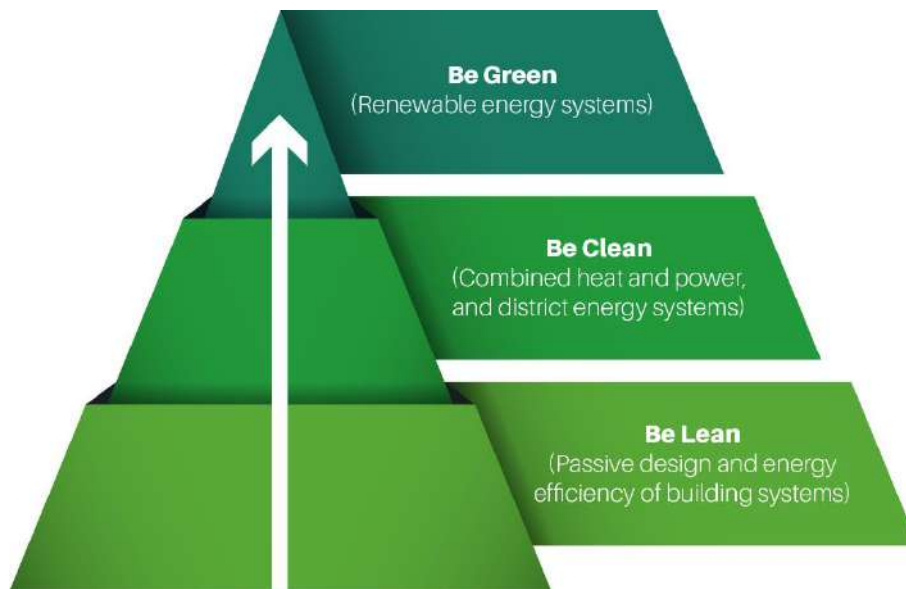 Be Green
(Renewable energy systems)
Be Clean
(Combined heat and power,
and district energy systems)
Be Lean
(Passive design and energy
efficiency of building systems)